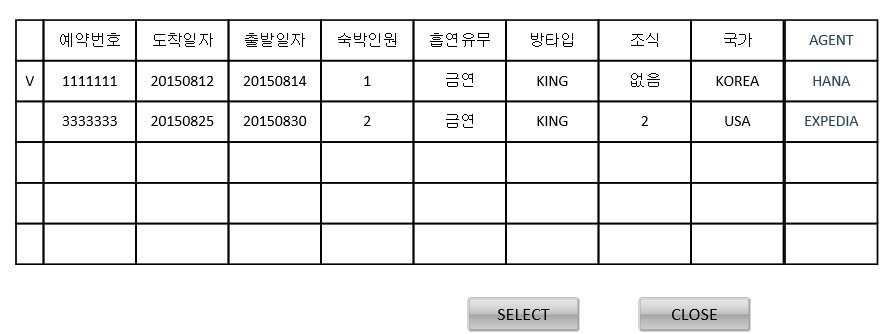 예약번호 도착일자 출발일자 숙박인원 흡연유무 방타입 조식 국가 AGENT
V 1111111 20150812 20150814 1 금연 KING 없음 KOREA HANA
3333333 20150825 20150830 2 금연 KING 2 USA EXPEDIA
SELECT CLOSE